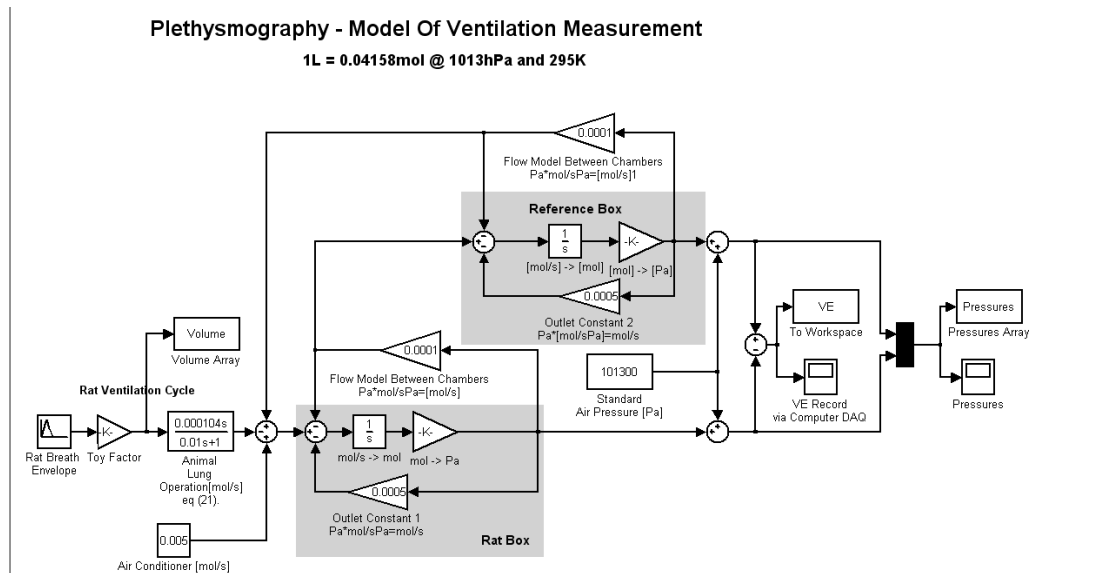 Plethysmography - Model Of Ventilation Measurement
1L = 0.04158mol @ 1013hPa and 295K
0.0001
Flow Model Between Chambers
Pa*mol/sPa=[mol/s]1
Reference Box
1
s
-K-
[mol/s] -> [mol]
[mol] -> [Pa]
0.0005
Outlet Constant 2
Pa*[mol/sPa]=mol/s
VE
To Workspace
Pressures
Pressures Array
Volume
Volume Array
0.0001
Flow Model Between Chambers
Pa*mol/sPa=[mol/s]
101300
Standard
Air Pressure [Pa]
VE Record
via Computer DAQ
Pressures
Rat Ventilation Cycle
Rat Breath
Envelope
-K-
Toy Factor
0.000104s
0.01s+1
Animal
Lung
Operation[mol/s]
eq (21).
1
s
mol/s -> mol
-K-
mol -> Pa
0.0005
Outlet Constant 1
Pa*mol/sPa=mol/s
Rat Box
0.005
Air Conditioner [mol/s]